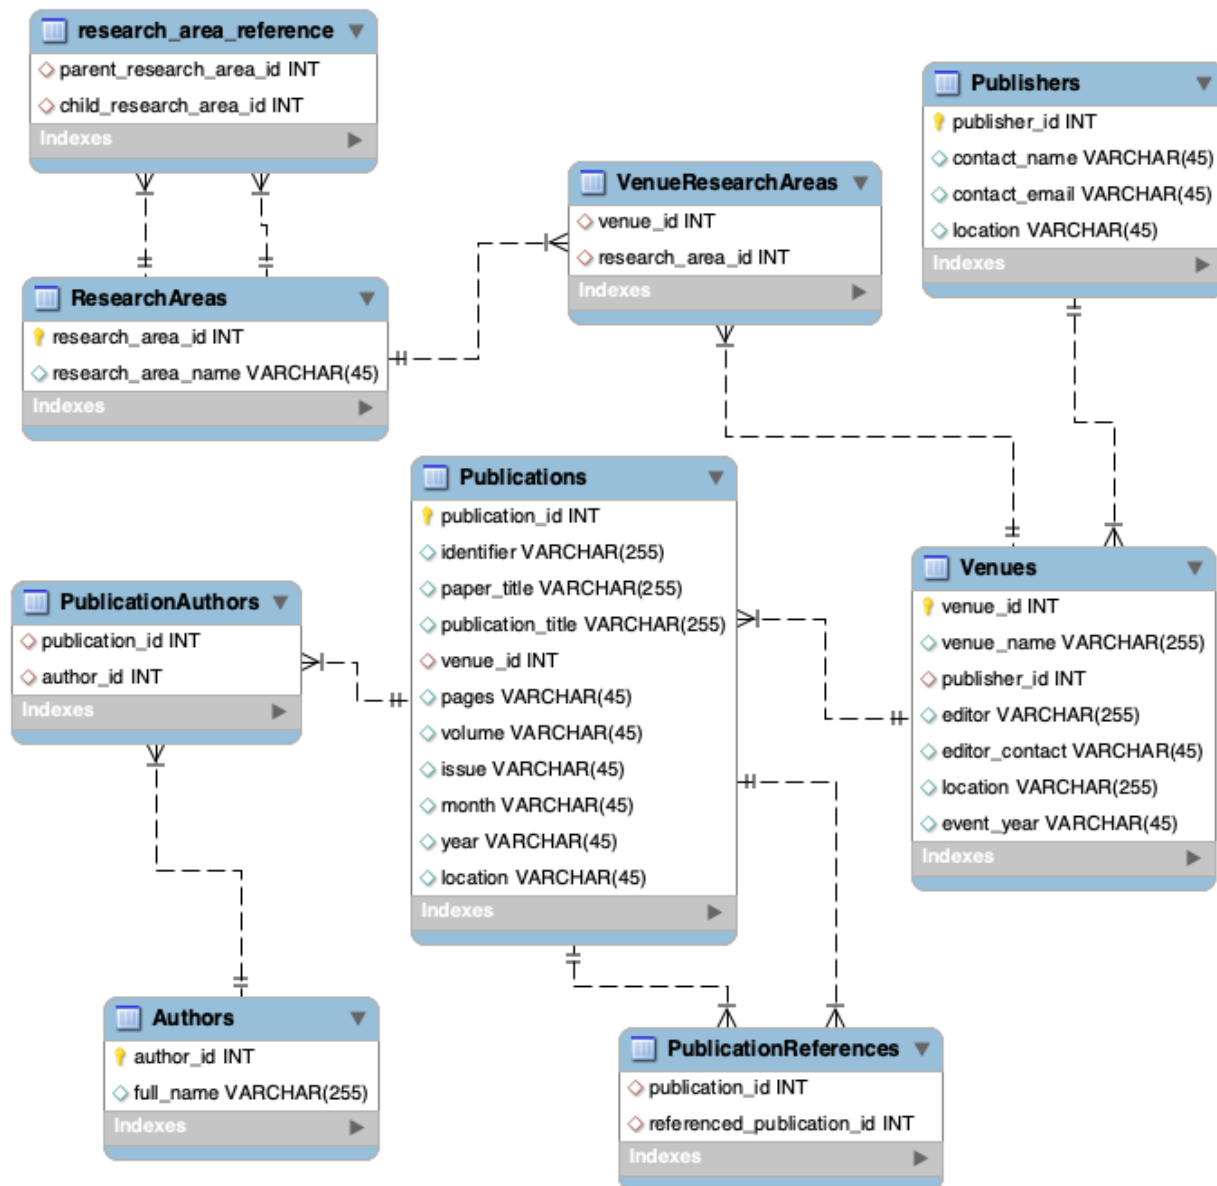 research_area_reference
parent_research_area_id INT
child_research_area_id INT
Indexes
Publishers
publisher_id INT
contact_name VARCHAR(45)
contact_email VARCHAR(45)
location VARCHAR(45)
Indexes
VenueResearchAreas
venue_id INT
research_area_id INT
Indexes
ResearchAreas
research_area_id INT
research_area_name VARCHAR(45)
Indexes
Publications
publication_id INT
identifier VARCHAR(255)
paper_title VARCHAR(255)
publication_title VARCHAR(255)
venue_id INT
pages VARCHAR(45)
volume VARCHAR(45)
issue VARCHAR(45)
month VARCHAR(45)
year VARCHAR(45)
location VARCHAR(45)
Indexes
Venues
venue_id INT
venue_name VARCHAR(255)
publisher_id INT
editor VARCHAR(255)
editor_contact VARCHAR(45)
location VARCHAR(255)
event_year VARCHAR(45)
Indexes
PublicationAuthors
publication_id INT
author_id INT
Indexes
Authors
author_id INT
full_name VARCHAR(255)
Indexes
PublicationReferences
publication_id INT
referenced_publication_id INT
Indexes